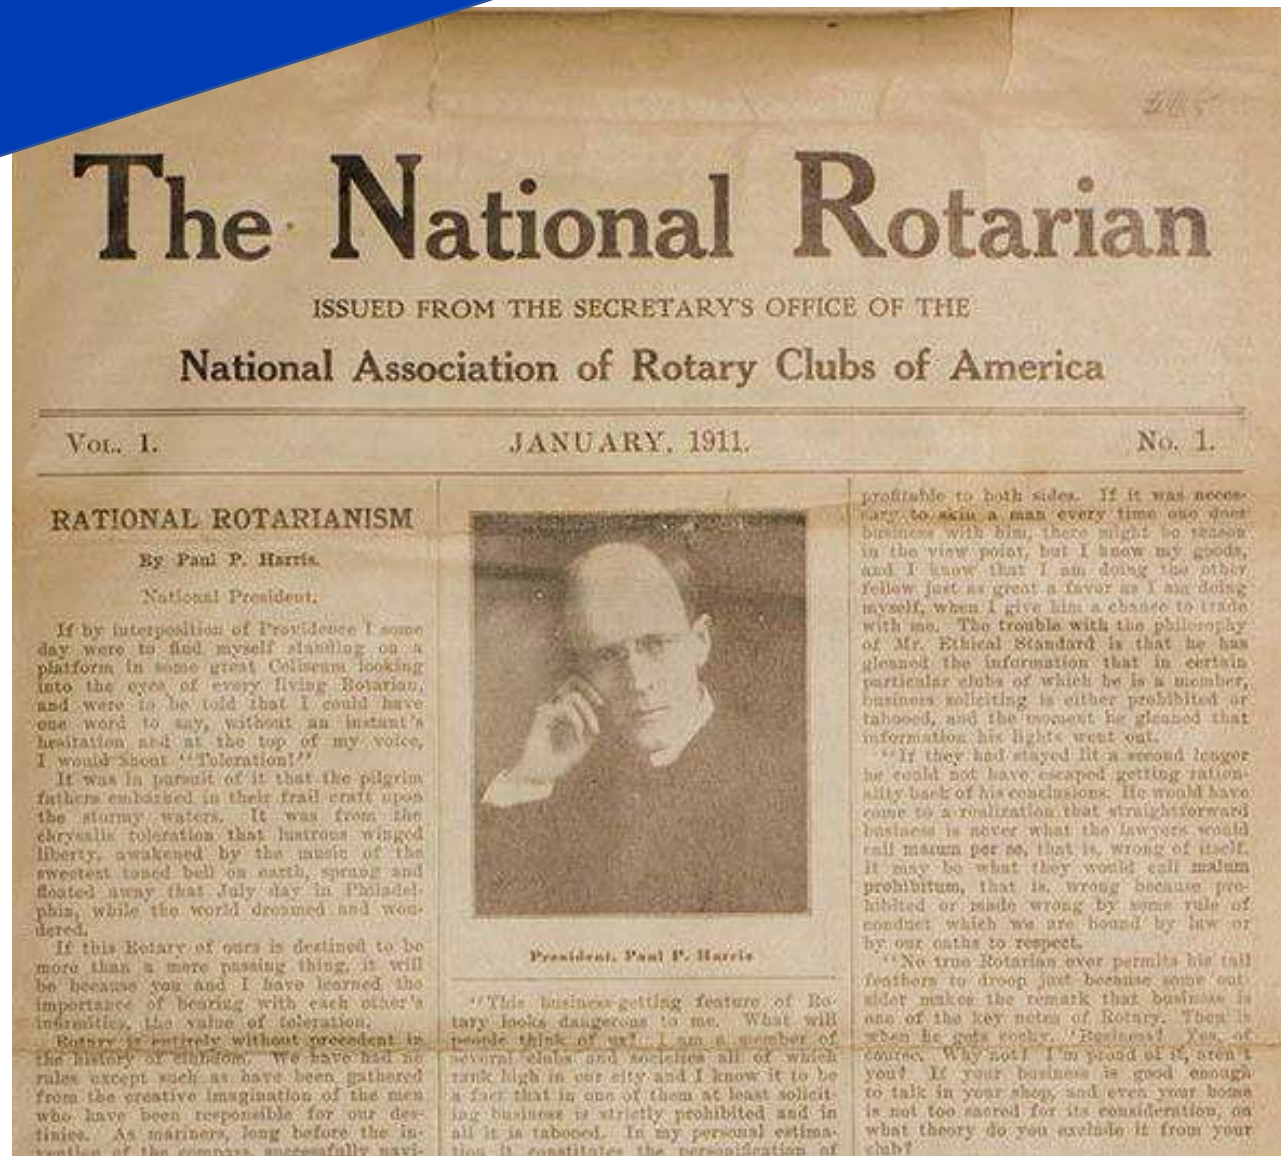 The National Rotarian
ISSUED FROM THE SECRETARY'S OFFICE OF THE
National Association of Rotary Clubs of America
VOL. 1.
JANUARY, 1911.
No. 1.
RATIONAL ROTARIANISM
By Paul P. Harris.
National President.
If by interposition of Providence I some
day were to find myself standing on a
platform in some great Coliseum looking
into the eyes of every living Rotarian,
and were to be told that I could have
one word to say, without an instant's
hesitation and at the top of my voice,
I would shout "Toleration!"
It was in pursuit of it that the pilgrim
fathers embarked in their frail craft upon
the stormy waters. It was from the
chrysalis toleration that lustrous winged
liberty, awakened by the music of the
sweetest toned bell on earth, sprang and
floated away that July day in Philadel-
phia, while the world dreamed and won-
dered.
If this Rotary of ours is destined to be
more than a mere passing thing, it will
be because you and I have learned the
importance of bearing with each other's
infirmities, the value of toleration.
Rotary is entirely without precedent in
the history of clubdom. We have had no
rules except such as have been gathered
from the creative imagination of the men
who have been responsible for our des-
tinies. As mariners, long before the in-
vention of the compass, successfully navi-
President, Paul P. Harris
"This business-getting feature of Ro-
tary looks dangerous to me. What will
people think of us? I am a member of
several clubs and societies all of which
rank high in our city and I know it to be
a fact that in one of them at least solicit-
ing business is strictly prohibited and in
all it is tabooed. In my personal estima-
tion it constitutes the personification of
profitable to both sides. If it was neces-
sary to skin a man every time one does
business with him, there might be reason
in the view point, but I know my goods,
and I know that I am doing the other
fellow just as great a favor as I am doing
myself, when I give him a chance to trade
with me. The trouble with the philosophy
of Mr. Ethical Standard is that he has
gleaned the information that in certain
particular clubs of which he is a member,
business soliciting is either prohibited or
tabooed, and the moment he gleaned that
information his lights went out.
"If they had stayed lit a second longer
he could not have escaped getting ration-
ality back of his conclusions. He would have
come to a realization that straightforward
business is never what the lawyers would
call malum per se, that is, wrong of itself.
It may be what they would call malum
prohibitum, that is, wrong because pro-
hibited or made wrong by some rule of
conduct which we are bound by law or
by our oaths to respect.
"No true Rotarian ever permits his tail
feathers to droop just because some out-
sider makes the remark that business is
one of the key notes of Rotary. Then is
when he gets cocky. 'Business? Yes, of
course. Why not? I'm proud of it, aren't
you? If your business is good enough
to talk in your shop, and even your home
is not too sacred for its consideration, on
what theory do you exclude it from your
club?